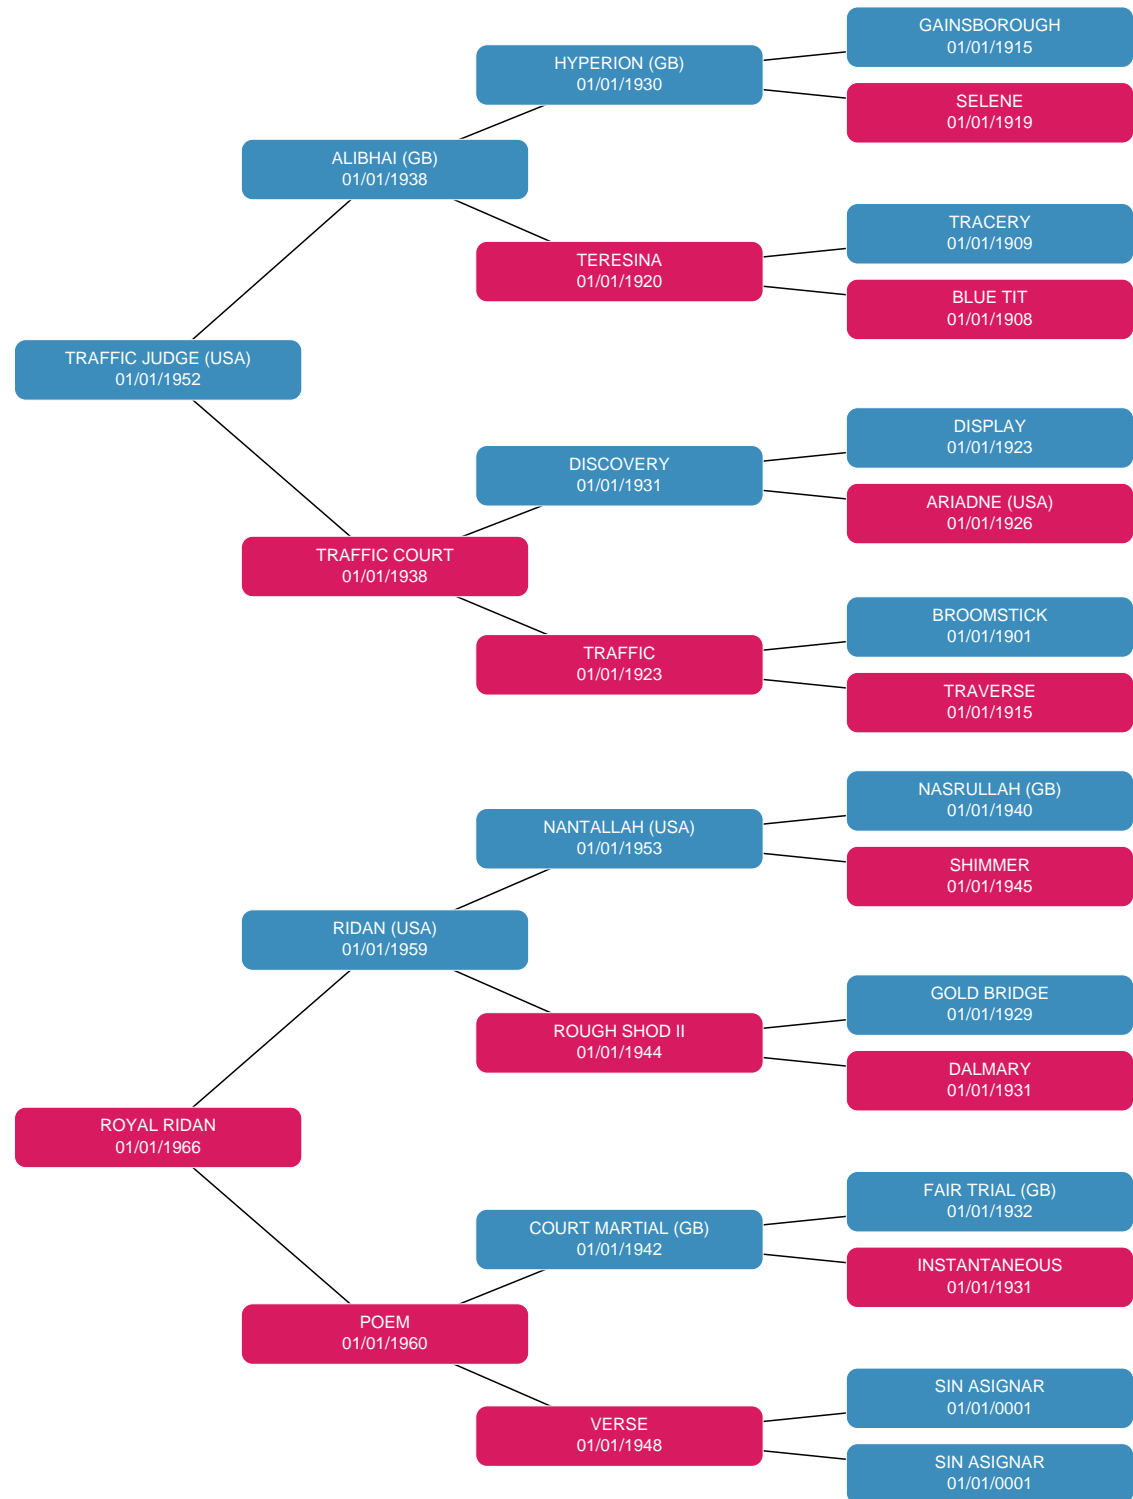 GAINSBOROUGH
01/01/1915
HYPERION (GB)
01/01/1930
SELENE
01/01/1919
ALIBHAI (GB)
01/01/1938
TRACERY
01/01/1909
TERESINA
01/01/1920
BLUE TIT
01/01/1908
TRAFFIC JUDGE (USA)
01/01/1952
DISPLAY
01/01/1923
DISCOVERY
01/01/1931
ARIADNE (USA)
01/01/1926
TRAFFIC COURT
01/01/1938
BROOMSTICK
01/01/1901
TRAFFIC
01/01/1923
TRAVERSE
01/01/1915
NASRULLAH (GB)
01/01/1940
NANTALLAH (USA)
01/01/1953
SHIMMER
01/01/1945
RIDAN (USA)
01/01/1959
GOLD BRIDGE
01/01/1929
ROUGH SHOD II
01/01/1944
DALMARY
01/01/1931
ROYAL RIDAN
01/01/1966
FAIR TRIAL (GB)
01/01/1932
COURT MARTIAL (GB)
01/01/1942
INSTANTANEOUS
01/01/1931
POEM
01/01/1960
SIN ASIGNAR
01/01/0001
VERSE
01/01/1948
SIN ASIGNAR
01/01/0001